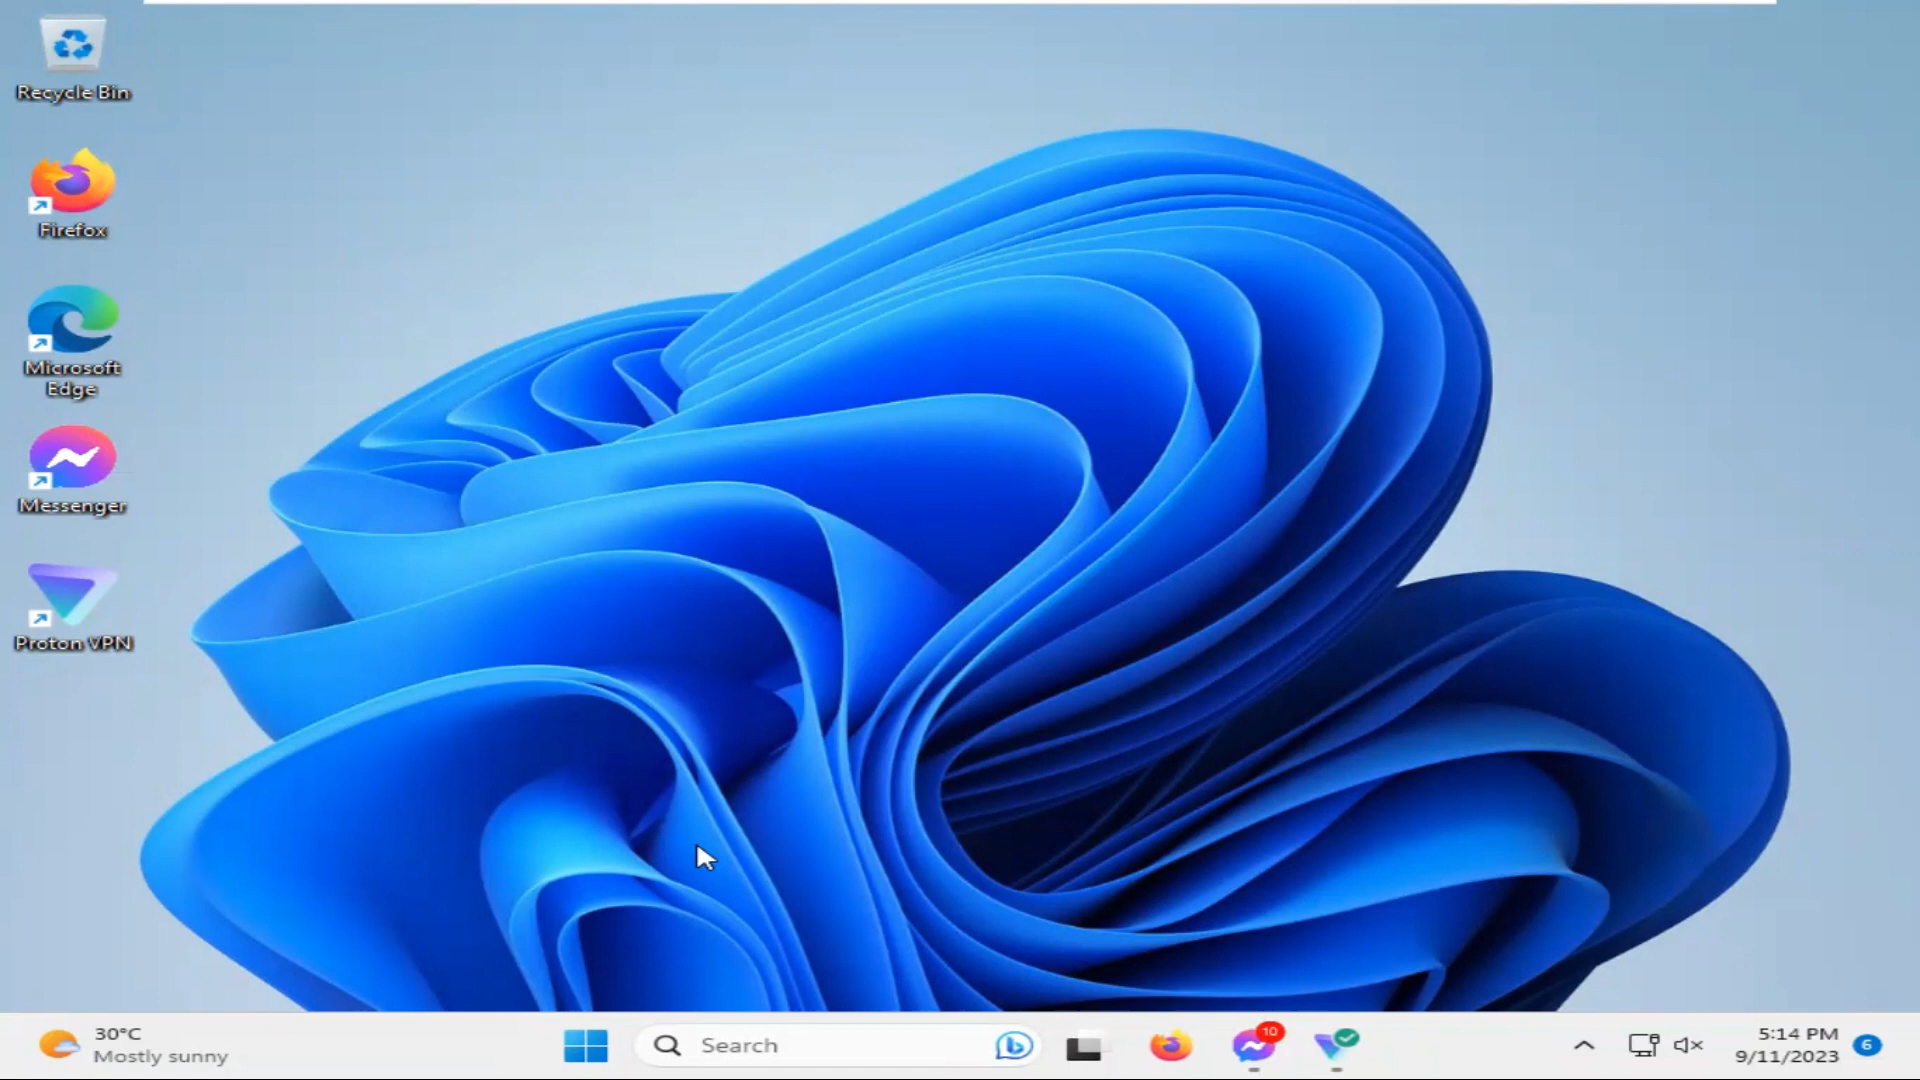 Recycle Bin
Firefox
Microsoft
Edge
Messenger
Proton VPN
30°C
Mostly sunny
Search
10
5:14 PM
9/11/2023
6